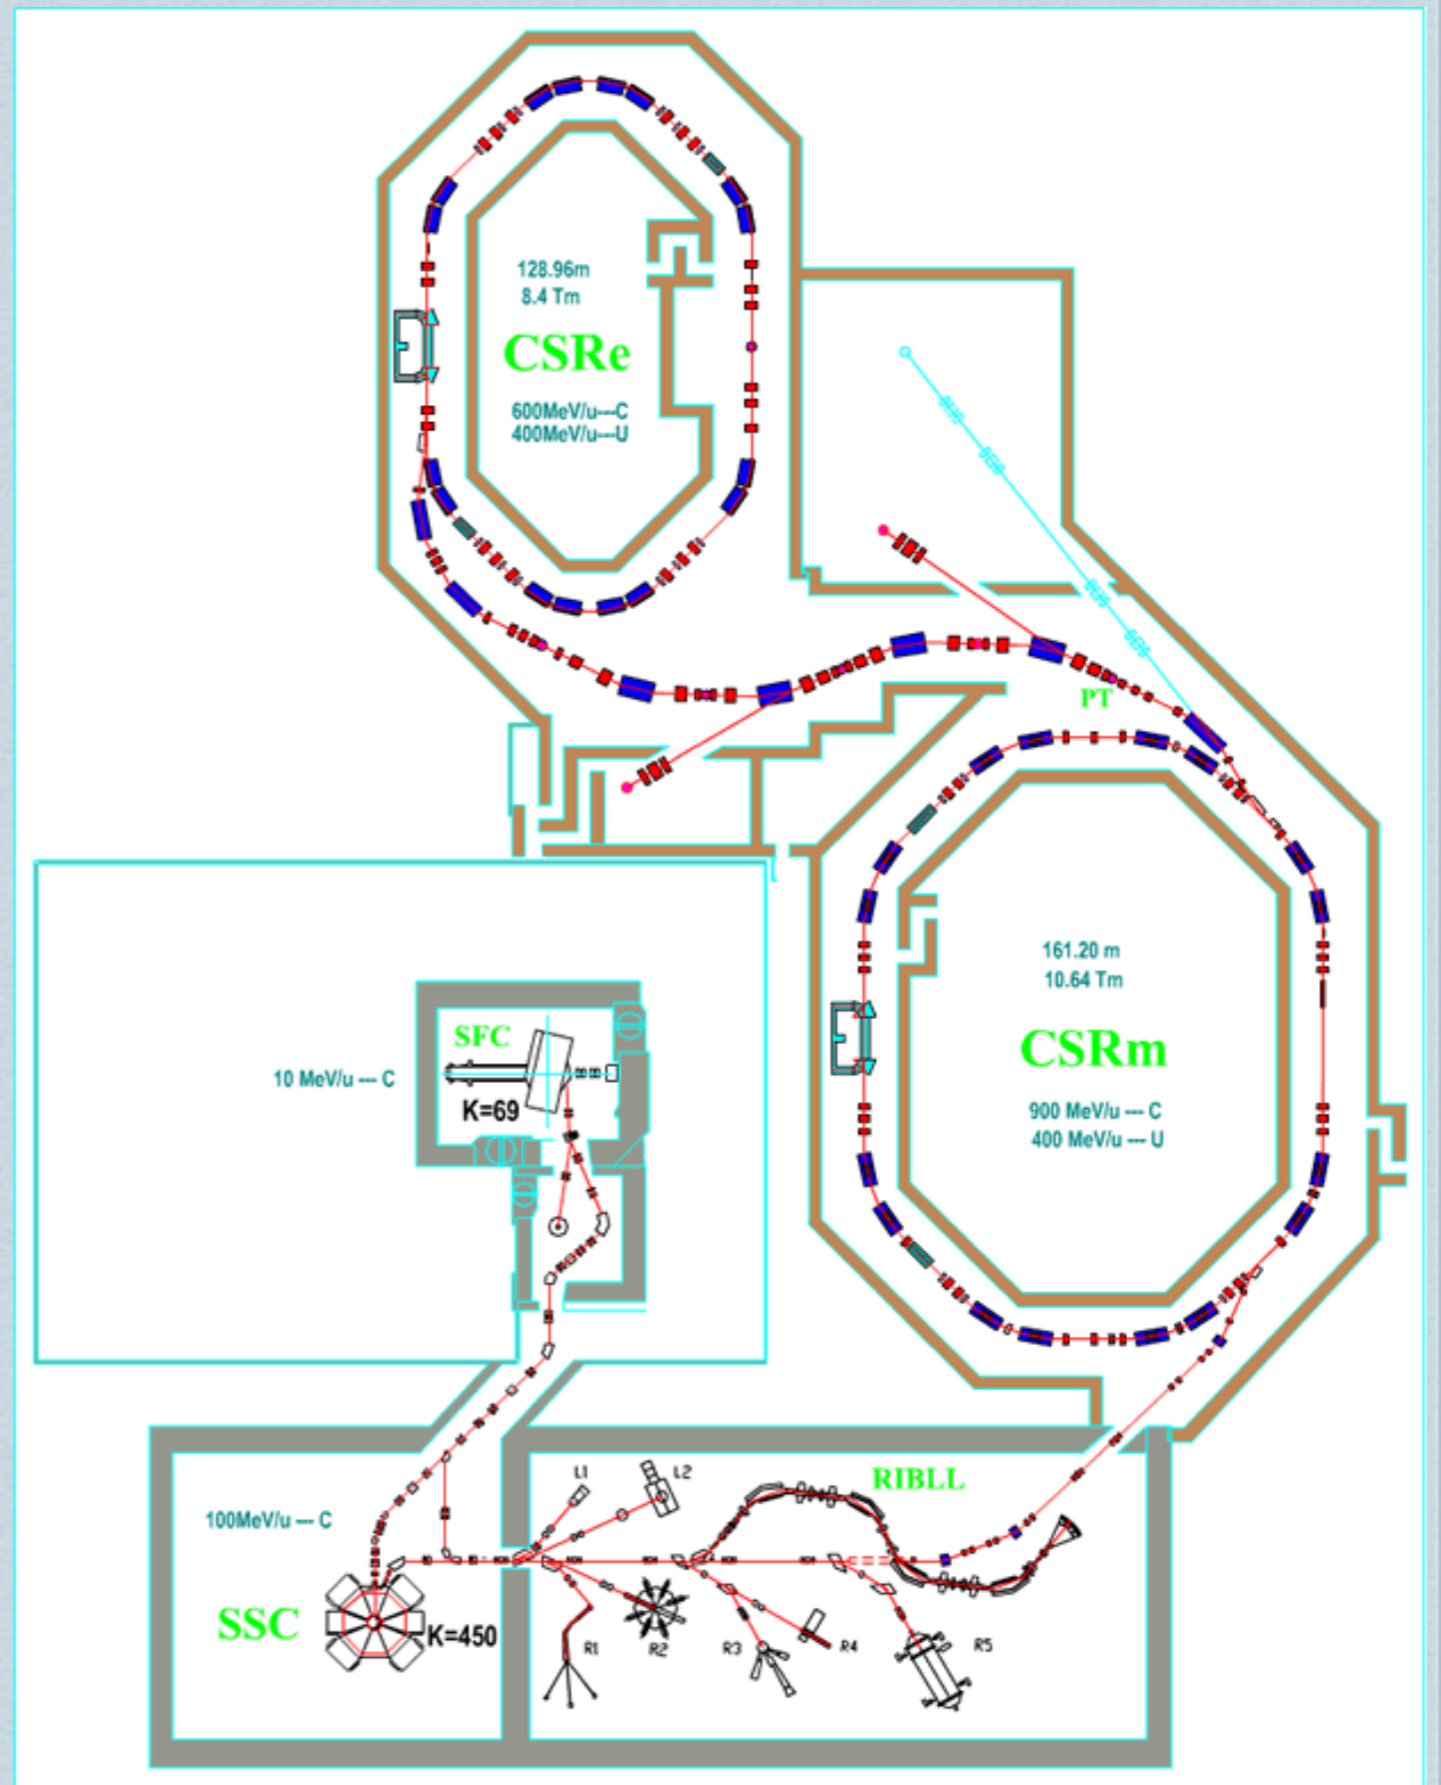 128.96m
8.4 Tm
CSRe
600MeV/u---C
400MeV/u---U
PT
161.20 m
10.64 Tm
CSRm
900 MeV/u --- C
400 MeV/u --- U
SFC
10 MeV/u --- C
K=69
L1
L2
RIBLL
100MeV/u --- C
SSC
K=450
R1
R2
R3
R4
R5